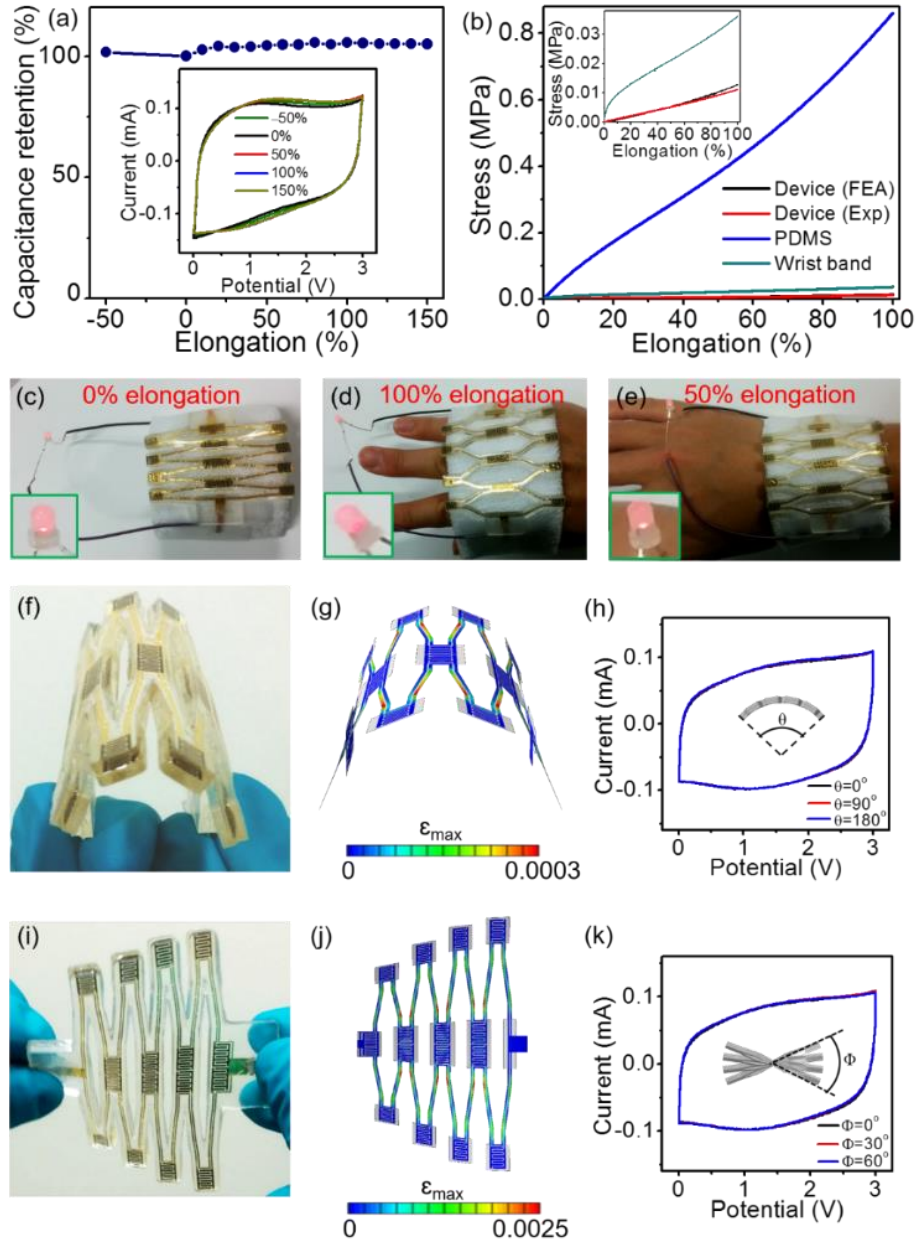 (a)
Capacitance retention (%)
100
50
0
-50 0 50 100 150
Elongation (%)
Current (mA)
0.1
0.0
-0.1
0 1 2 3
Potential (V)
-50%
0%
50%
100%
150%
(b)
Stress (MPa)
0.8
0.6
0.4
0.2
0.0
0 20 40 60 80 100
Elongation (%)
Stress (MPa)
0.03
0.02
0.01
0.00
0 20 40 60 80 100
Elongation (%)
Device (FEA)
Device (Exp)
PDMS
Wrist band
(c) 0% elongation
(d) 100% elongation
(e) 50% elongation
(f)
(g)
εmax
0 0.0003
(h)
Current (mA)
0.1
0.0
-0.1
θ
θ=0°
θ=90°
θ=180°
0 1 2 3
Potential (V)
(i)
(j)
εmax
0 0.0025
(k)
Current (mA)
0.1
0.0
-0.1
Φ
Φ=0°
Φ=30°
Φ=60°
0 1 2 3
Potential (V)